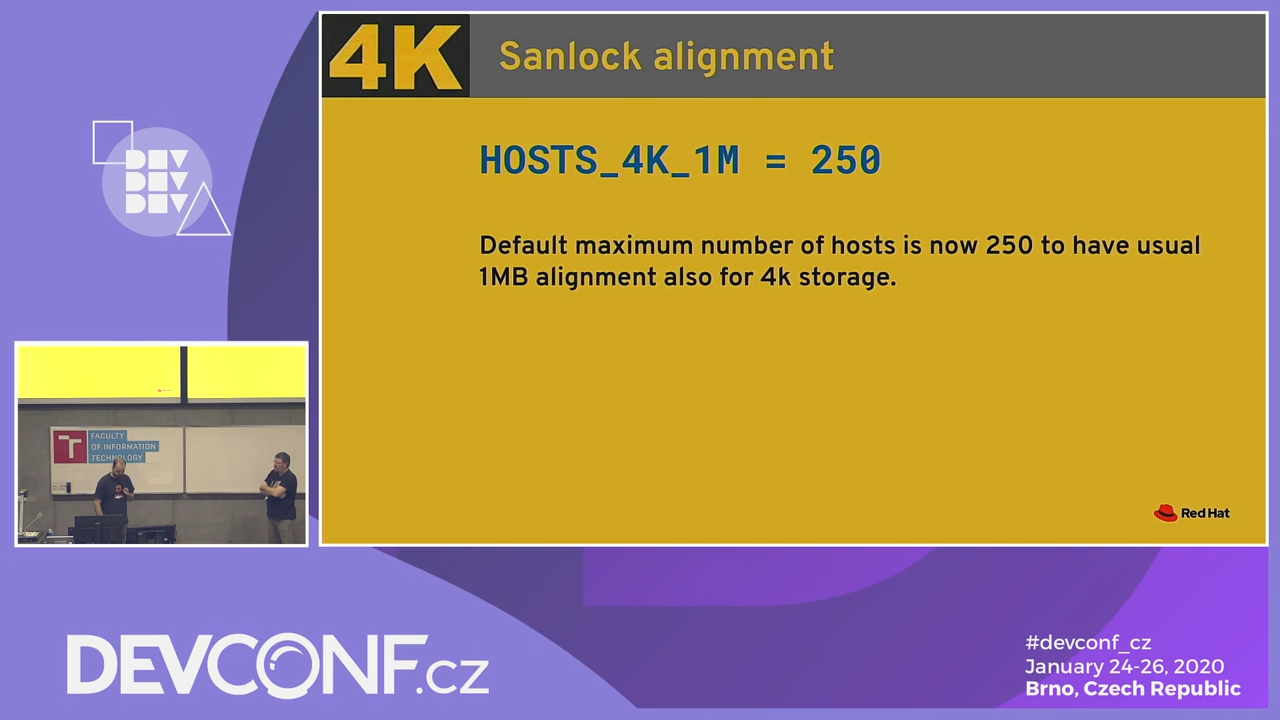 4K
Sanlock alignment
HOSTS_4K_1M = 250
Default maximum number of hosts is now 250 to have usual
1MB alignment also for 4k storage.
Red Hat
DEV
DEV
DEV
FACULTY
OF INFORMATION
TECHNOLOGY
DEVCONF.cz
#devconf_cz
January 24-26, 2020
Brno, Czech Republic